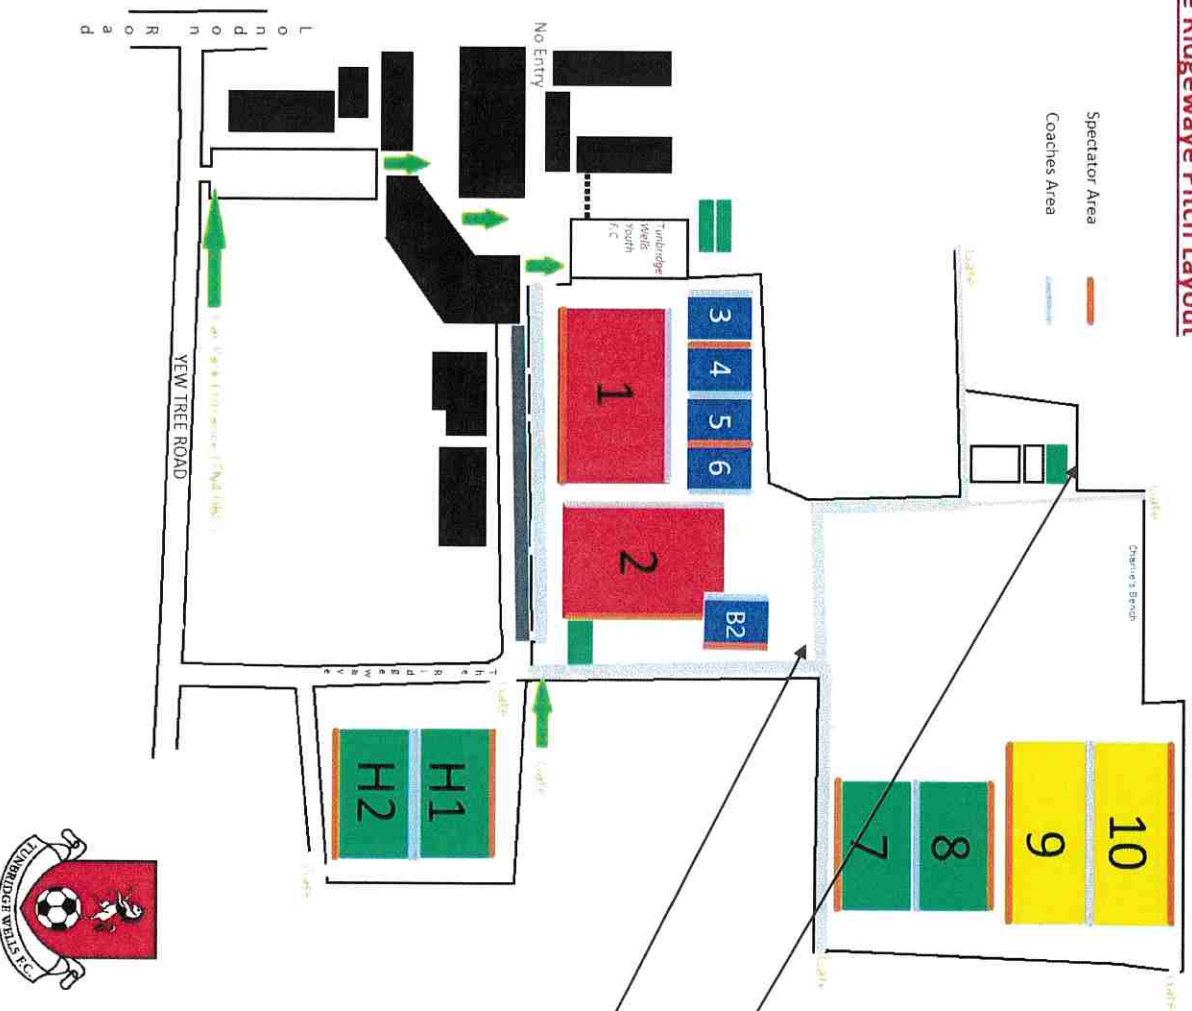 Ridgewaye Pitch Layout
Spectator Area
Coaches Area
Gate
Gate
Charlie's Bench
10
9
8
7
Gate
Gate
No Entry
Tunbridge
Wells
Youth
F.C
3
4
5
6
1
2
B2
London Road
YEW TREE ROAD
The Ridgewaye
Gate
Gate
H1
H2
Gate
TUNBRIDGE WELLS F.C.